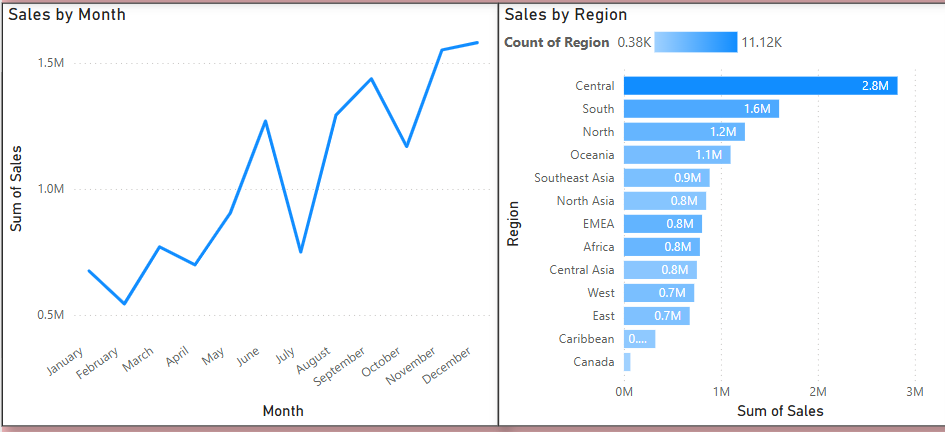 Sales by Month
1.5M
1.0M
0.5M
Sum of Sales
January
February
March
April
May
June
July
August
September
October
November
December
Month
Sales by Region
Count of Region 0.38K 11.12K
Central 2.8M
South 1.6M
North 1.2M
Oceania 1.1M
Southeast Asia 0.9M
North Asia 0.8M
EMEA 0.8M
Africa 0.8M
Central Asia 0.8M
West 0.7M
East 0.7M
Caribbean 0....
Canada
Region
0M 1M 2M 3M
Sum of Sales